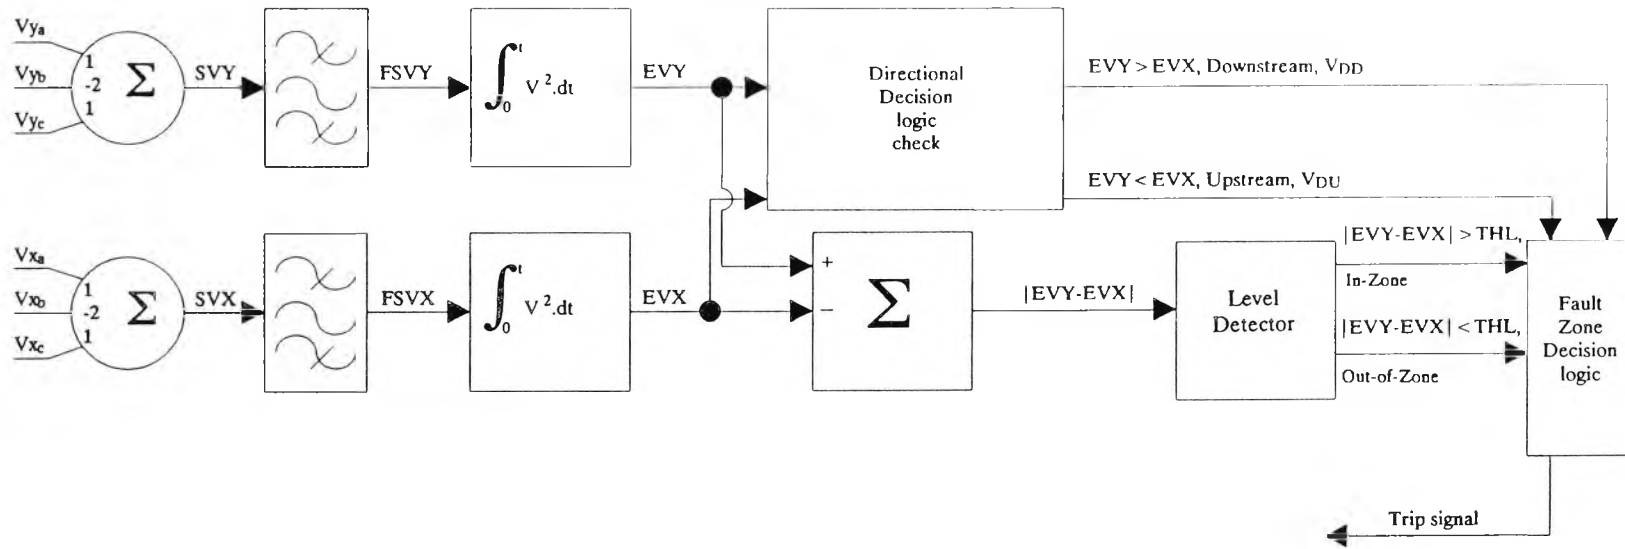 Vya
Vyb
Vyc
1
-2
1
Σ
SVY
FSVY
∫₀ᵗ V².dt
EVY
Directional
Decision
logic
check
EVY > EVX, Downstream, VDD
EVY < EVX, Upstream, VDU
Vxa
Vxb
Vxc
1
-2
1
Σ
SVX
FSVX
∫₀ᵗ V².dt
EVX
+
−
Σ
|EVY-EVX|
Level
Detector
|EVY-EVX| > THL,
In-Zone
|EVY-EVX| < THL,
Out-of-Zone
Fault
Zone
Decision
logic
Trip signal